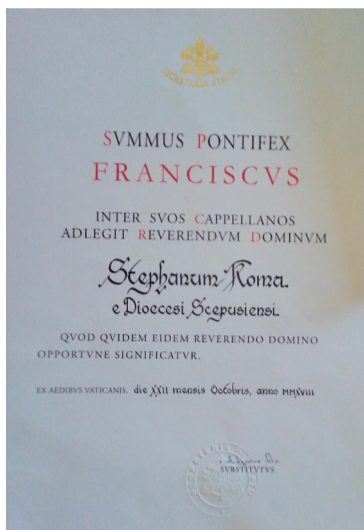 SECRETARIA STATUS
SVMMUS PONTIFEX
FRANCISCVS
INTER SVOS CAPPELLANOS
ADLEGIT REVERENDVM DOMINVM
Stephanum Roma
e Dioecesi Scepusiensi
QVOD QVIDEM EIDEM REVERENDO DOMINO
OPPORTVNE SIGNIFICATVR.
EX AEDIBVS VATICANIS, die XXII mensis Octobris, anno MMXVIII
SVBSTITVTVS